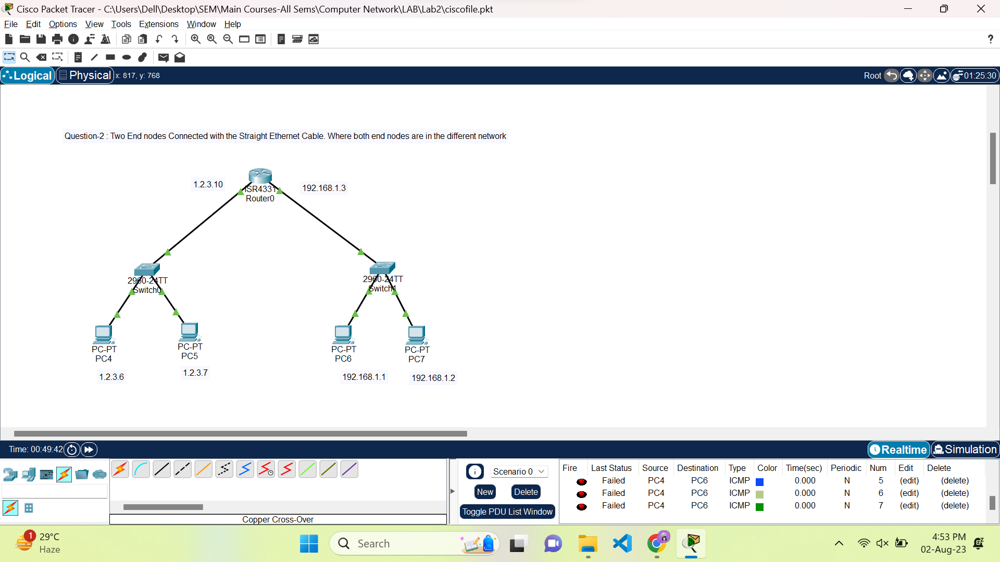 Cisco Packet Tracer - C:\Users\Dell\Desktop\SEM\Main Courses-All Sems\Computer Network\LAB\Lab2\ciscofile.pkt
File Edit Options View Tools Extensions Window Help
?
Logical Physical x: 817, y: 768 Root 01:25:30
Question-2 : Two End nodes Connected with the Straight Ethernet Cable. Where both end nodes are in the different network
1.2.3.10
192.168.1.3
ISR4331
Router0
2960-24TT
Switch0
2960-24TT
Switch1
PC-PT
PC4
PC-PT
PC5
PC-PT
PC6
PC-PT
PC7
1.2.3.6
1.2.3.7
192.168.1.1
192.168.1.2
Time: 00:49:42 Realtime Simulation
Scenario 0
New Delete
Toggle PDU List Window
Copper Cross-Over
Fire Last Status Source Destination Type Color Time(sec) Periodic Num Edit Delete
Failed PC4 PC6 ICMP 0.000 N 5 (edit) (delete)
Failed PC4 PC6 ICMP 0.000 N 6 (edit) (delete)
Failed PC4 PC6 ICMP 0.000 N 7 (edit) (delete)
1
29°C
Haze
Search
4:53 PM
02-Aug-23